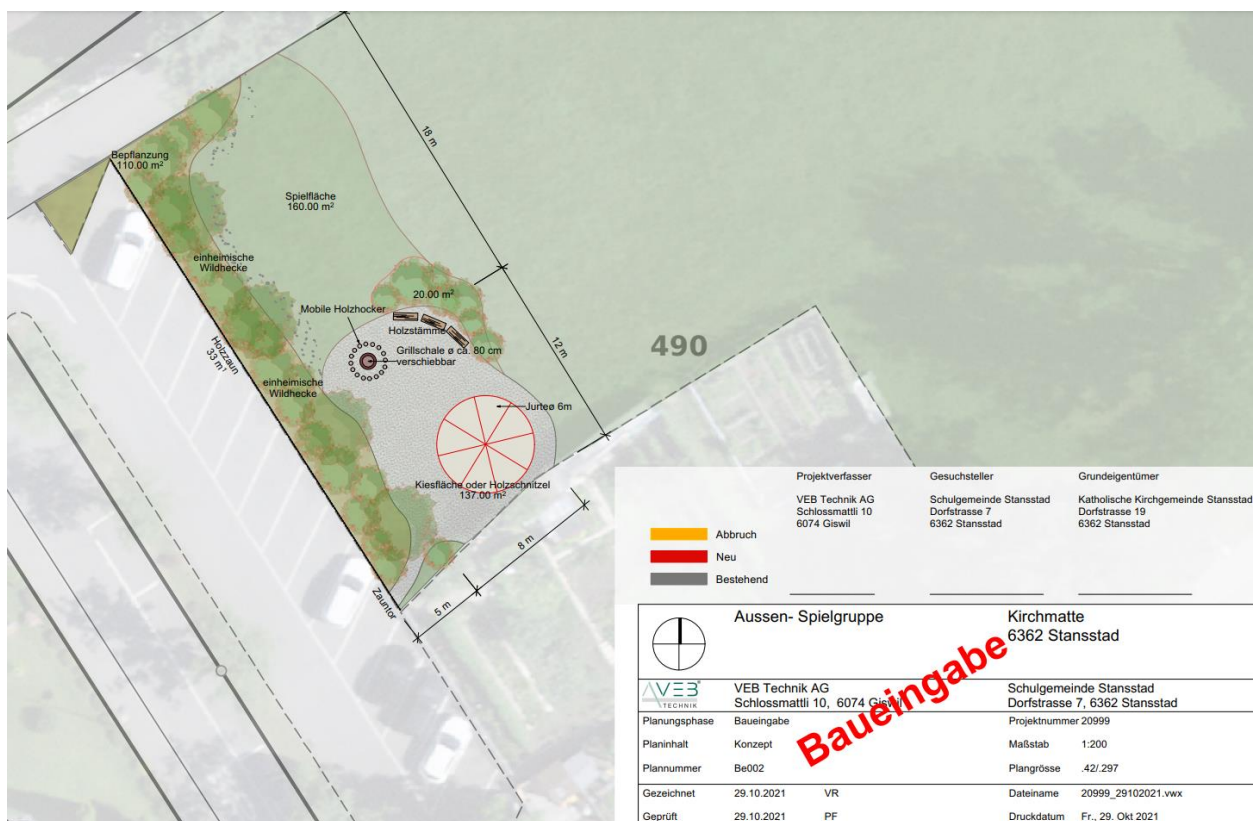 18 m
Bepflanzung
110.00 m²
Spielfläche
160.00 m²
einheimische
Wildhecke
20.00 m²
Mobile Holzhocker
Holzstämme
12 m
Holzzaun
33 m¹
Grillschale ø ca. 80 cm
verschiebbar
490
einheimische
Wildhecke
Jurteø 6m
Kiesfläche oder Holzschnitzel
137.00 m²
8 m
5 m
Zauntor
Abbruch
Neu
Bestehend
Projektverfasser
VEB Technik AG
Schlossmattli 10
6074 Giswil
Gesuchsteller
Schulgemeinde Stansstad
Dorfstrasse 7
6362 Stansstad
Grundeigentümer
Katholische Kirchgemeinde Stansstad
Dorfstrasse 19
6362 Stansstad
Aussen- Spielgruppe
Kirchmatte
6362 Stansstad
Baueingabe
VEB
TECHNIK
VEB Technik AG
Schlossmattli 10, 6074 Giswil
Schulgemeinde Stansstad
Dorfstrasse 7, 6362 Stansstad
Planungsphase Baueingabe Projektnummer 20999
Planinhalt Konzept Maßstab 1:200
Plannummer Be002 Plangrösse .42/.297
Gezeichnet 29.10.2021 VR Dateiname 20999_29102021.vwx
Geprüft 29.10.2021 PF Druckdatum Fr., 29. Okt 2021